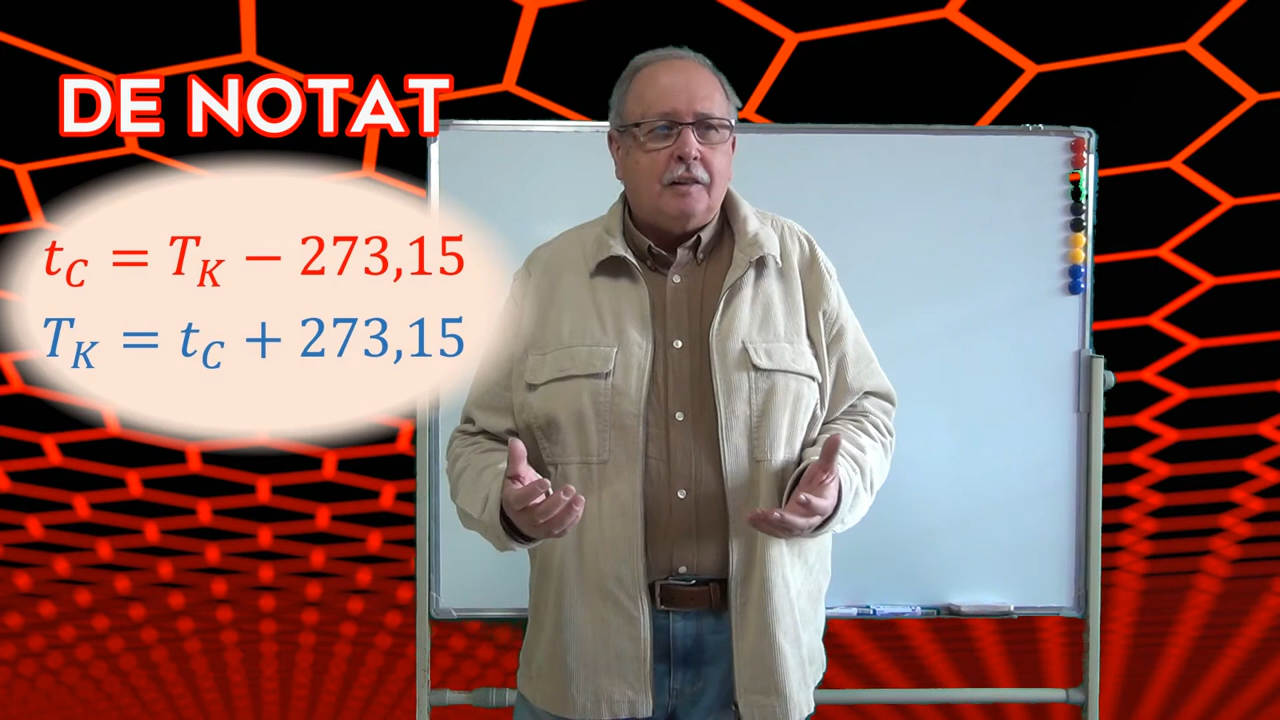 DE NOTAT
t_C = T_K − 273,15
T_K = t_C + 273,15